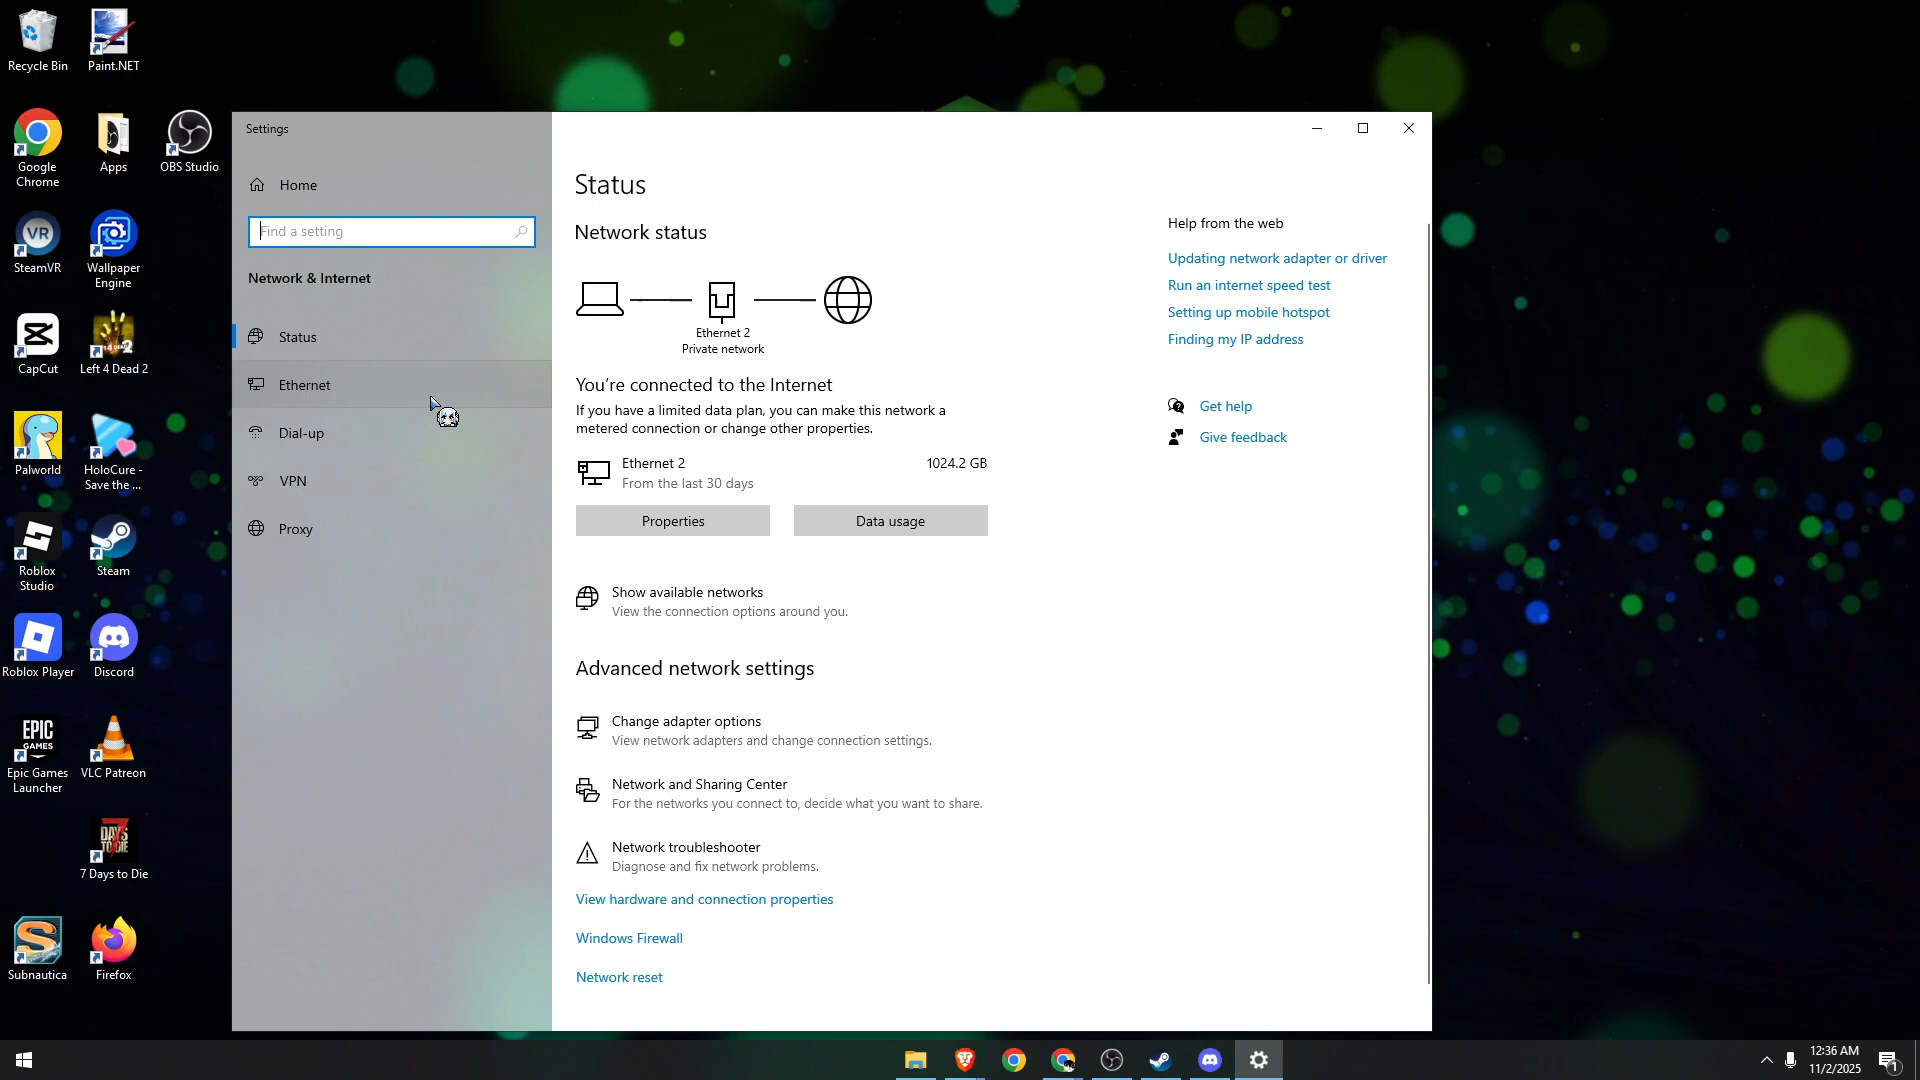 Recycle Bin
Paint.NET
Google
Chrome
Apps
OBS Studio
VR
SteamVR
Wallpaper
Engine
CapCut
Left 4 Dead 2
Palworld
HoloCure -
Save the ...
Roblox
Studio
Steam
Roblox Player
Discord
EPIC
GAMES
Epic Games
Launcher
VLC Patreon
DAYS
TO DIE
7 Days to Die
Subnautica
Firefox
Settings
Home
Find a setting
Network & Internet
Status
Ethernet
Dial-up
VPN
Proxy
Status
Network status
Ethernet 2
Private network
You're connected to the Internet
If you have a limited data plan, you can make this network a
metered connection or change other properties.
Ethernet 2
1024.2 GB
From the last 30 days
Properties
Data usage
Show available networks
View the connection options around you.
Advanced network settings
Change adapter options
View network adapters and change connection settings.
Network and Sharing Center
For the networks you connect to, decide what you want to share.
Network troubleshooter
Diagnose and fix network problems.
View hardware and connection properties
Windows Firewall
Network reset
Help from the web
Updating network adapter or driver
Run an internet speed test
Setting up mobile hotspot
Finding my IP address
Get help
Give feedback
12:36 AM
11/2/2025
1